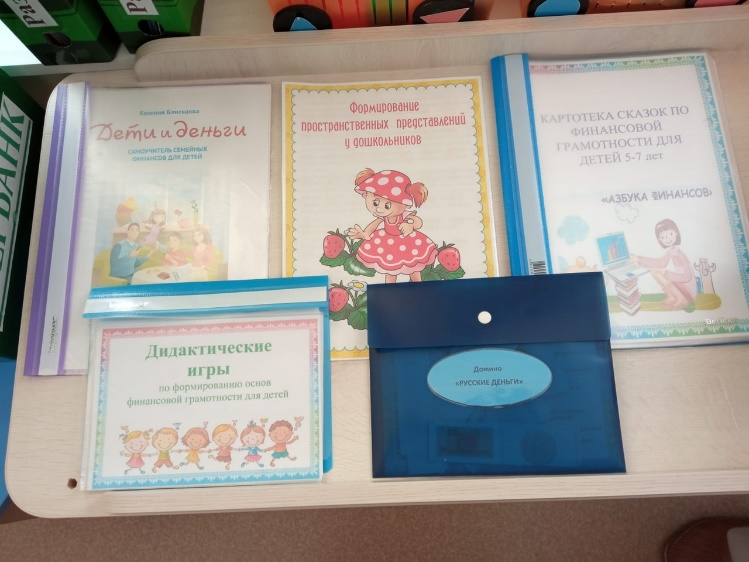 Евгения Блискавка
Дети и деньги
САМОУЧИТЕЛЬ СЕМЕЙНЫХ
ФИНАНСОВ ДЛЯ ДЕТЕЙ
Формирование
пространственных представлений
у дошкольников
КАРТОТЕКА СКАЗОК ПО
ФИНАНСОВОЙ
ГРАМОТНОСТИ ДЛЯ
ДЕТЕЙ 5-7 лет
«АЗБУКА ФИНАНСОВ»
Дидактические
игры
по формированию основ
финансовой грамотности для детей
Домино
«РУССКИЕ ДЕНЬГИ»
БАНК